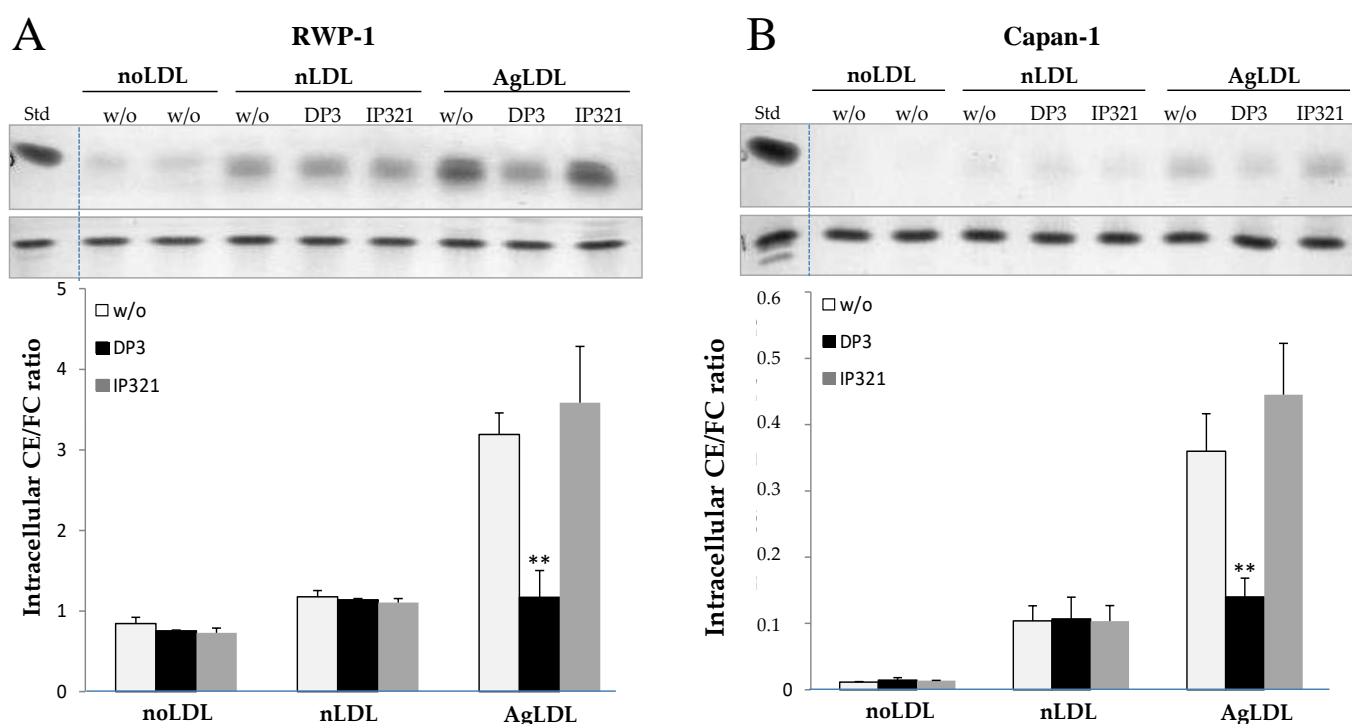 A
RWP-1
noLDL nLDL AgLDL
Std w/o w/o w/o DP3 IP321 w/o DP3 IP321
5
4
3
2
1
0
Intracellular CE/FC ratio
w/o
DP3
IP321
**
noLDL nLDL AgLDL
B
Capan-1
noLDL nLDL AgLDL
Std w/o w/o w/o DP3 IP321 w/o DP3 IP321
0.6
0.5
0.4
0.3
0.2
0.1
0
Intracellular CE/FC ratio
w/o
DP3
IP321
**
noLDL nLDL AgLDL